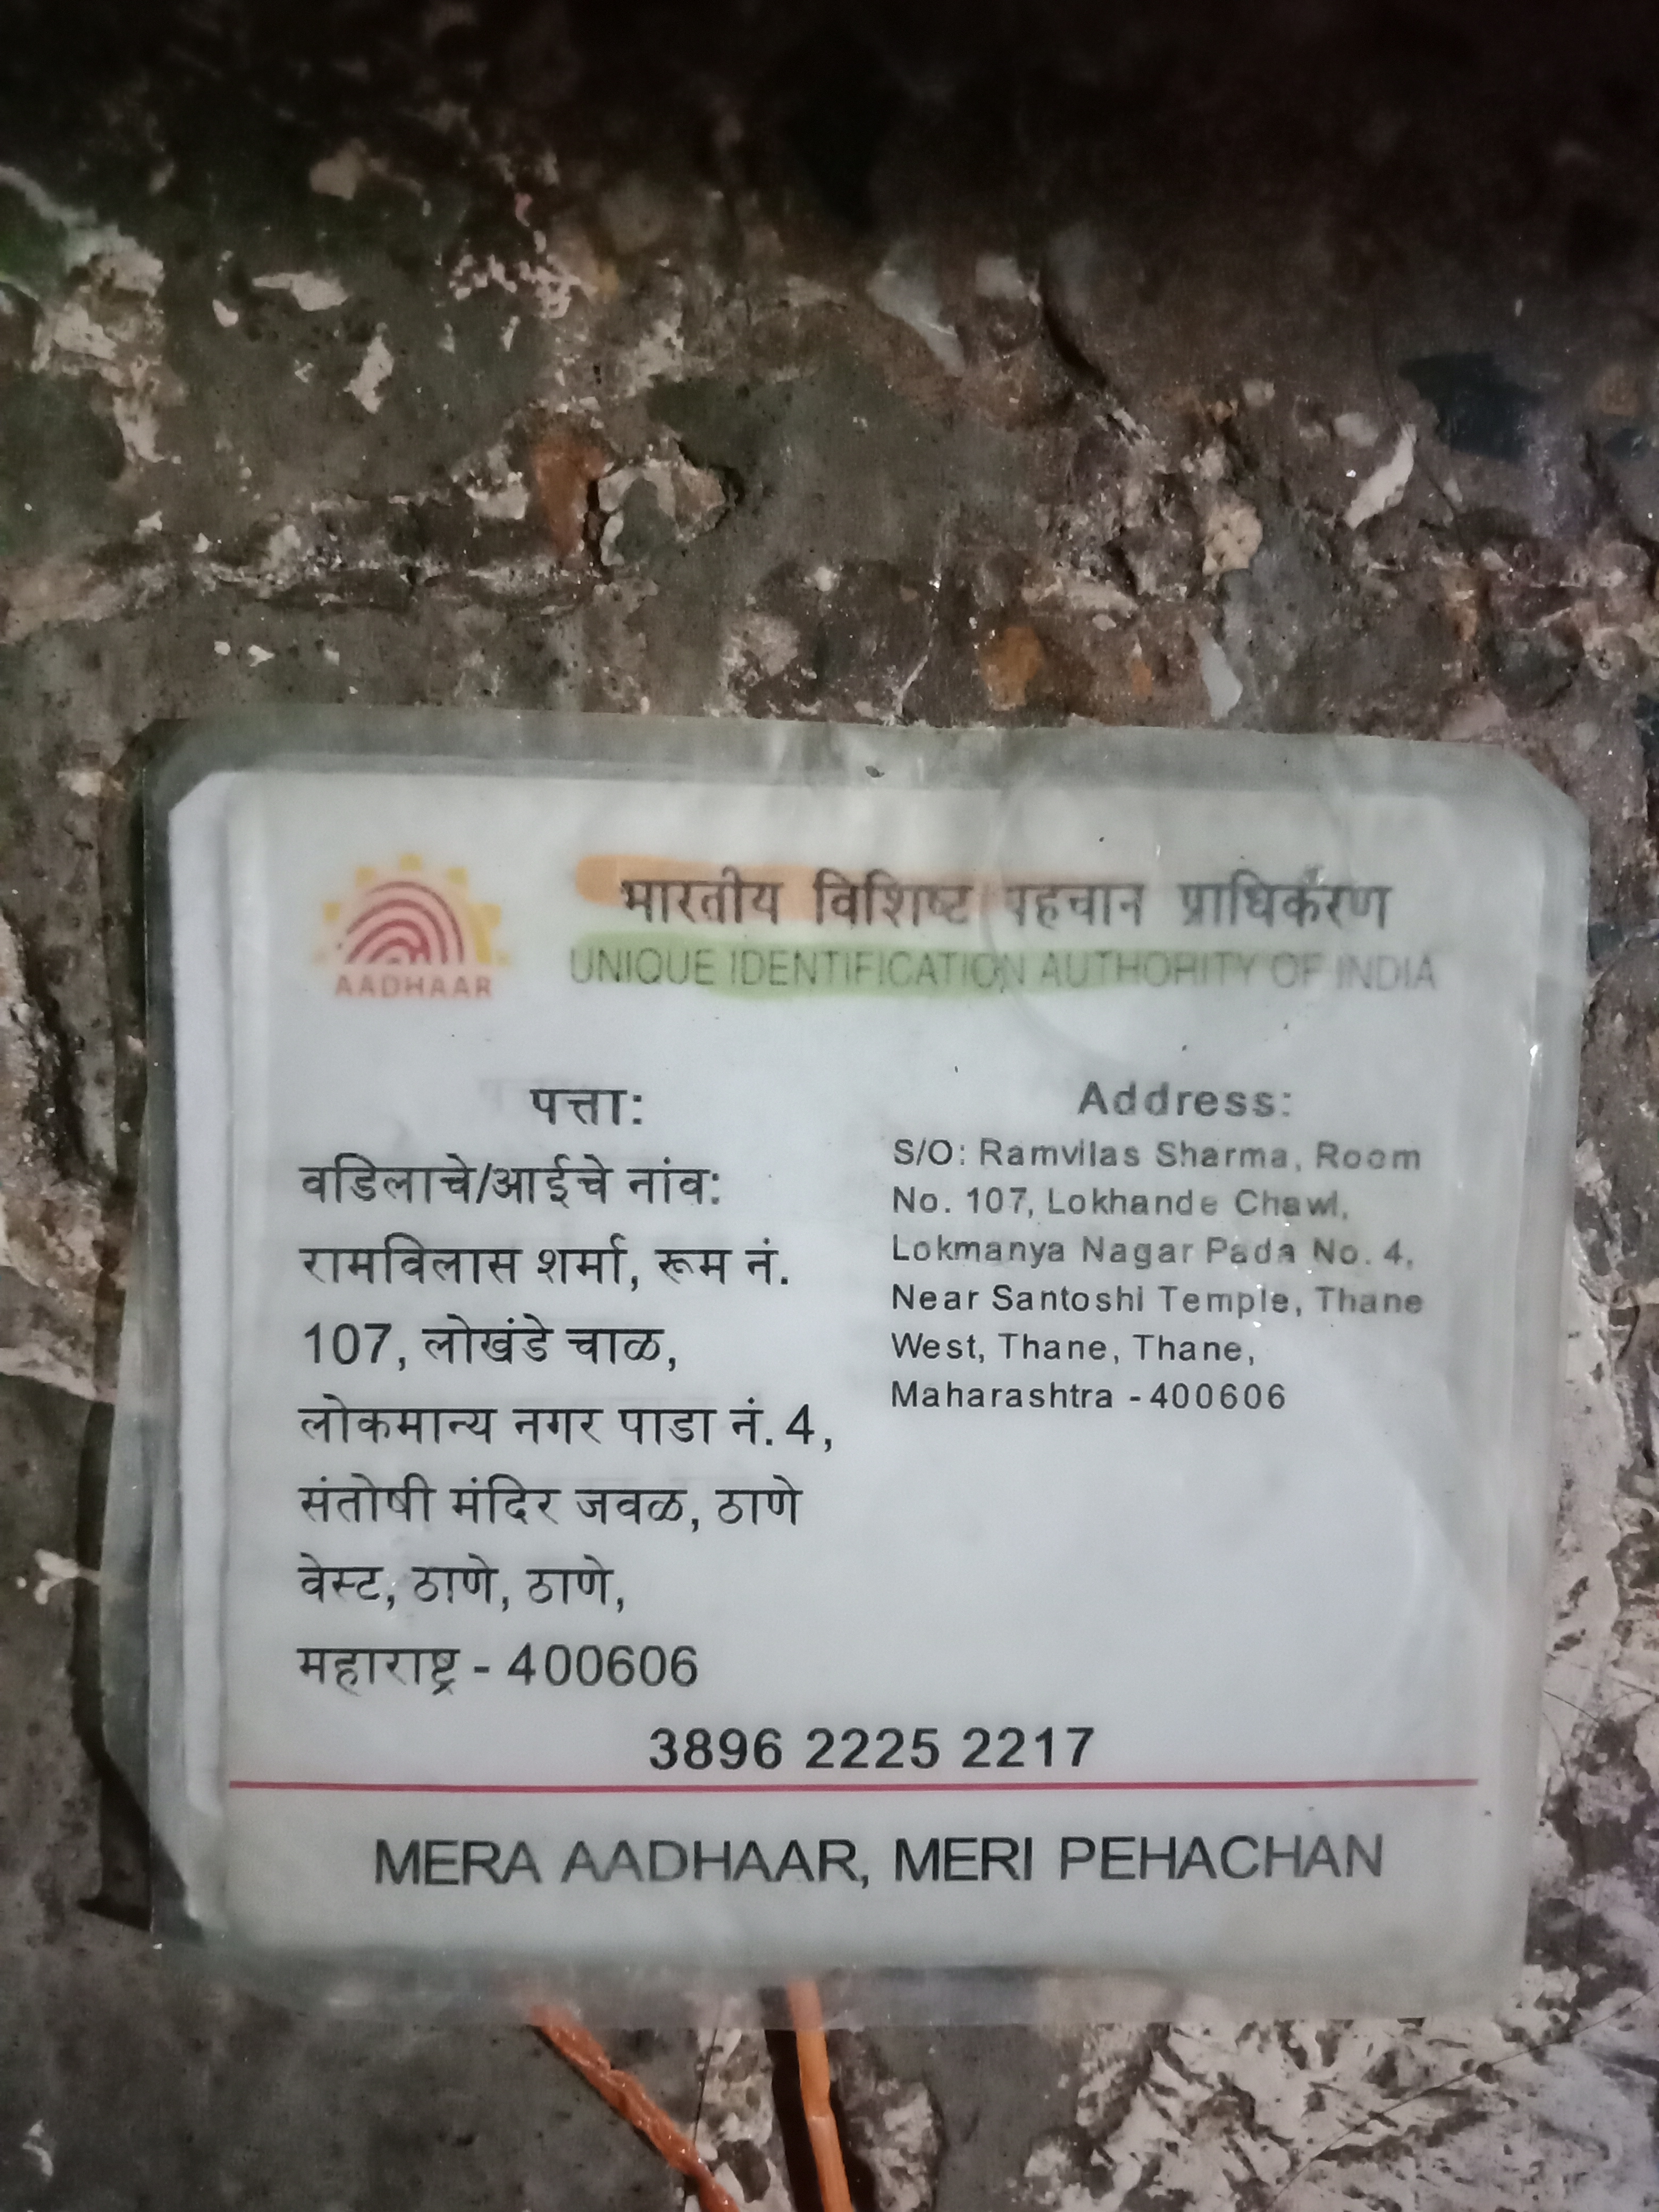 भारतीय विशिष्ट पहचान प्राधिकरण
UNIQUE IDENTIFICATION AUTHORITY OF INDIA
AADHAAR
पत्ता:
वडिलाचे/आईचे नांव:
रामविलास शर्मा, रूम नं.
107, लोखंडे चाळ,
लोकमान्य नगर पाडा नं. 4,
संतोषी मंदिर जवळ, ठाणे
वेस्ट, ठाणे, ठाणे,
महाराष्ट्र - 400606
Address:
S/O: Ramvilas Sharma, Room
No. 107, Lokhande Chawl,
Lokmanya Nagar Pada No. 4,
Near Santoshi Temple, Thane
West, Thane, Thane,
Maharashtra - 400606
3896 2225 2217
MERA AADHAAR, MERI PEHACHAN